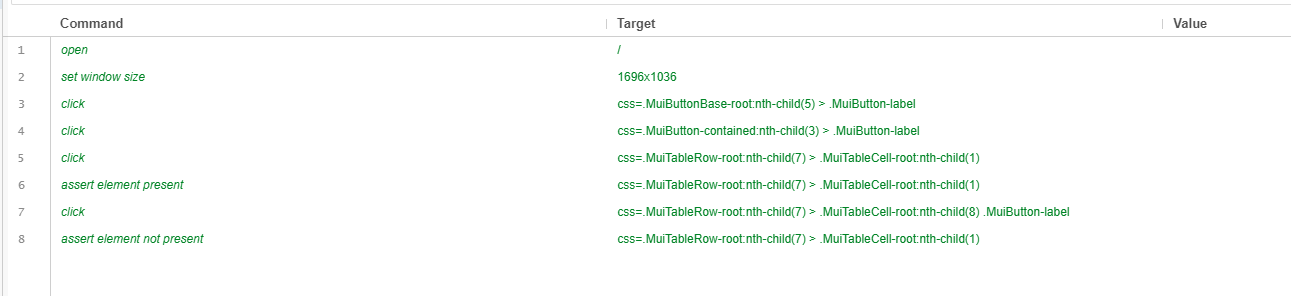 Command Target Value
1 open /
2 set window size 1696x1036
3 click css=.MuiButtonBase-root:nth-child(5) > .MuiButton-label
4 click css=.MuiButton-contained:nth-child(3) > .MuiButton-label
5 click css=.MuiTableRow-root:nth-child(7) > .MuiTableCell-root:nth-child(1)
6 assert element present css=.MuiTableRow-root:nth-child(7) > .MuiTableCell-root:nth-child(1)
7 click css=.MuiTableRow-root:nth-child(7) > .MuiTableCell-root:nth-child(8) .MuiButton-label
8 assert element not present css=.MuiTableRow-root:nth-child(7) > .MuiTableCell-root:nth-child(1)